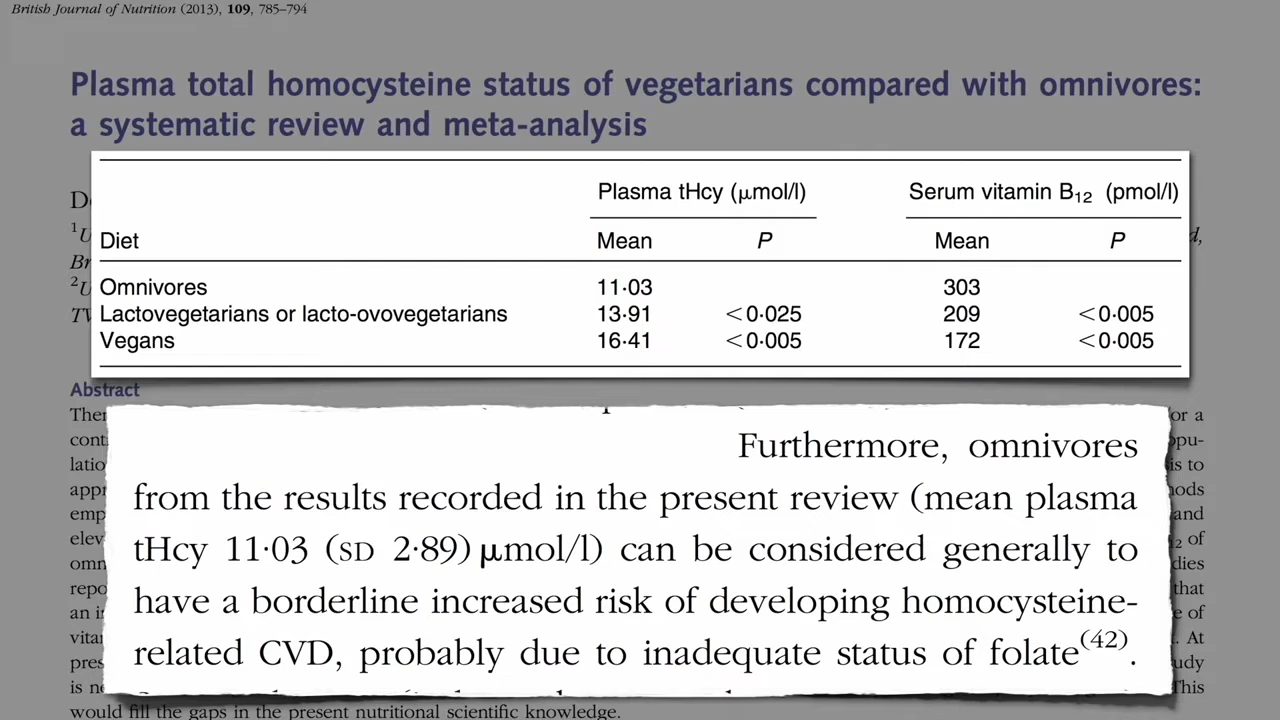 British Journal of Nutrition (2013), 109, 785–794
Plasma total homocysteine status of vegetarians compared with omnivores:
a systematic review and meta-analysis
Plasma tHcy (μmol/l) Serum vitamin B12 (pmol/l)
Diet Mean P Mean P
Omnivores 11·03 303
Lactovegetarians or lacto-ovovegetarians 13·91 <0·025 209 <0·005
Vegans 16·41 <0·005 172 <0·005
Abstract
Furthermore, omnivores
from the results recorded in the present review (mean plasma
tHcy 11·03 (SD 2·89) μmol/l) can be considered generally to
have a borderline increased risk of developing homocysteine-
related CVD, probably due to inadequate status of folate(42).
would fill the gaps in the present nutritional scientific knowledge.